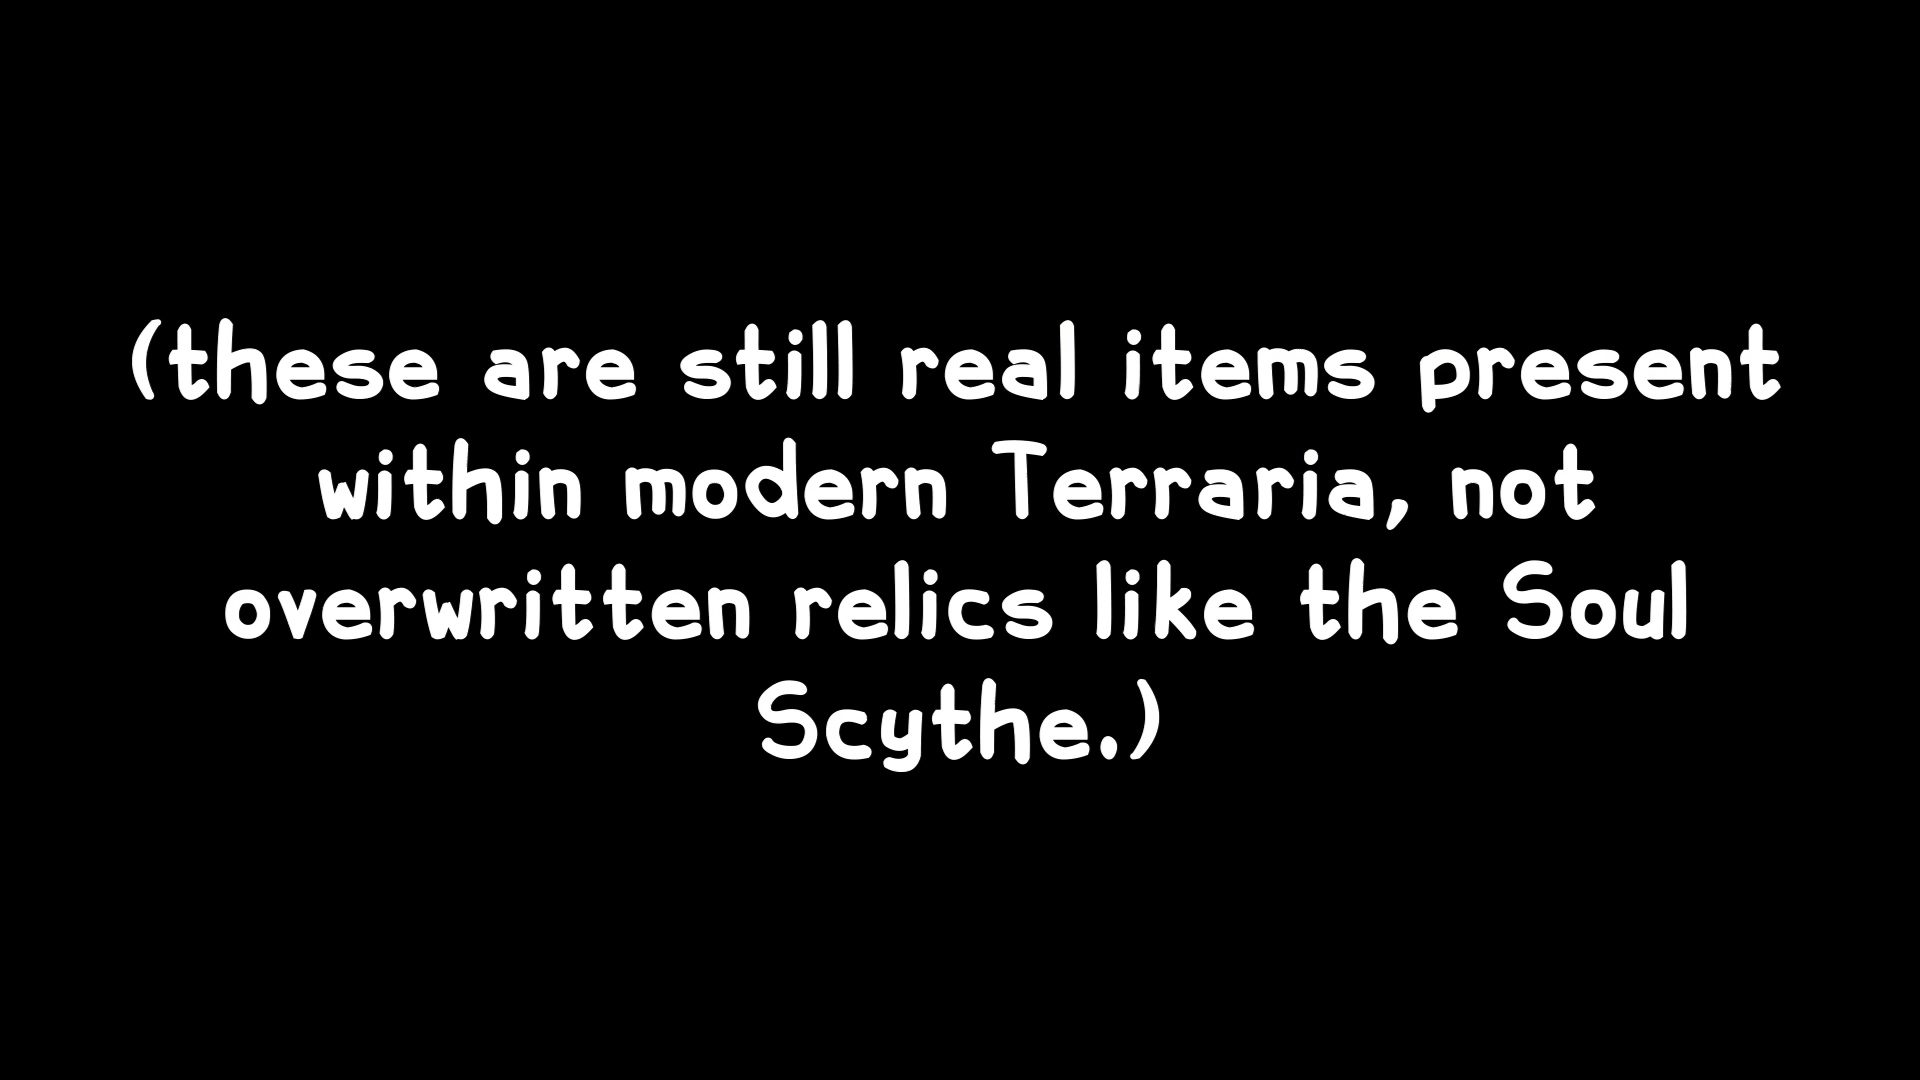 (these are still real items present
within modern Terraria, not
overwritten relics like the Soul
Scythe.)